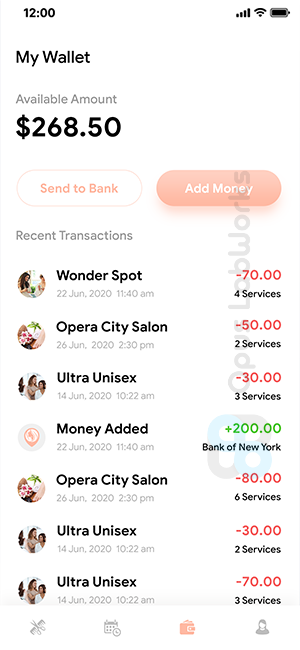 12:00
My Wallet
Available Amount
$268.50
Send to Bank
Add Money
Recent Transactions
Wonder Spot
-70.00
22 Jun, 2020 11:40 am
4 Services
Opera City Salon
-50.00
26 Jun, 2020 2:30 pm
2 Services
Ultra Unisex
-30.00
14 Jun, 2020 10:22 am
3 Services
Money Added
+200.00
22 Jun, 2020 11:40 am
Bank of New York
Opera City Salon
-80.00
26 Jun, 2020 2:30 pm
6 Services
Ultra Unisex
-30.00
14 Jun, 2020 10:22 am
2 Services
Ultra Unisex
-70.00
14 Jun, 2020 10:22 am
3 Services